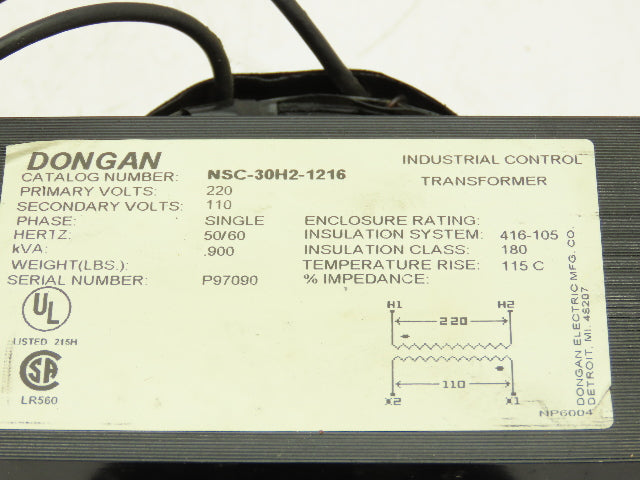 DONGAN
INDUSTRIAL CONTROL
TRANSFORMER
CATALOG NUMBER: NSC-30H2-1216
PRIMARY VOLTS: 220
SECONDARY VOLTS: 110
PHASE: SINGLE
HERTZ: 50/60
kVA: .900
WEIGHT(LBS.):
SERIAL NUMBER: P97090
ENCLOSURE RATING:
INSULATION SYSTEM: 416-105
INSULATION CLASS: 180
TEMPERATURE RISE: 115 C
% IMPEDANCE:
UL
LISTED 215H
SA
LR560
H1 H2
220
110
X2 X1
DONGAN ELECTRIC MFG. CO.
DETROIT, MI. 48207
NP6004